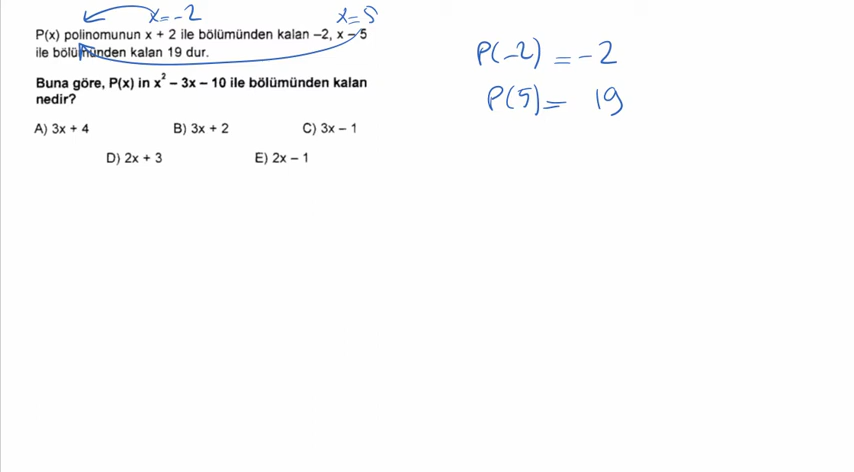 x=-2 x=5
P(x) polinomunun x + 2 ile bölümünden kalan –2, x – 5
ile bölümünden kalan 19 dur.
Buna göre, P(x) in x² – 3x – 10 ile bölümünden kalan
nedir?
A) 3x + 4 B) 3x + 2 C) 3x – 1
D) 2x + 3 E) 2x – 1
P(-2) = -2
P(5) = 19